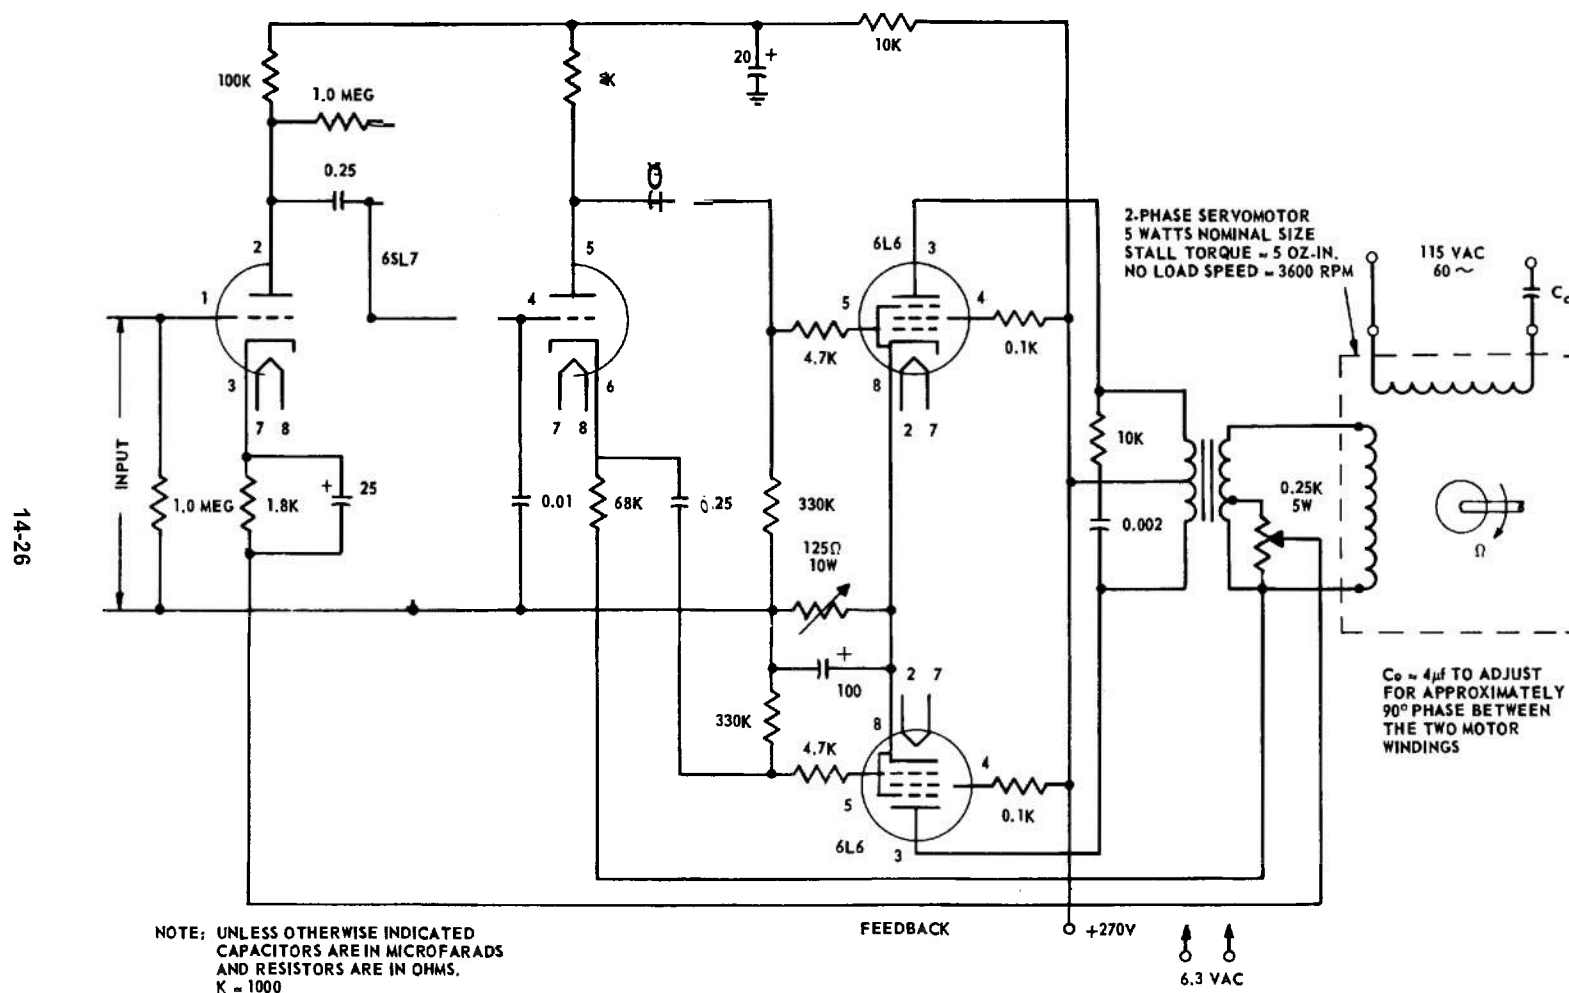 10K
20 +
100K
1.0 MEG
0.25
2
5
6SL7
1
4
3
6
7 8
7 8
INPUT
1.0 MEG
1.8K
+ 25
0.01
68K
.25
330K
125Ω
10W
+
100
330K
4.7K
6L6
3
5
4
0.1K
8
2 7
2 7
8
4.7K
4
5
0.1K
6L6
3
10K
0.002
0.25K
5W
2-PHASE SERVOMOTOR
5 WATTS NOMINAL SIZE
STALL TORQUE ≈ 5 OZ-IN.
NO LOAD SPEED ≈ 3600 RPM
115 VAC
60 ~
Ω
C₀ ≈ 4μf TO ADJUST
FOR APPROXIMATELY
90° PHASE BETWEEN
THE TWO MOTOR
WINDINGS
FEEDBACK
+270V
6.3 VAC
NOTE: UNLESS OTHERWISE INDICATED
CAPACITORS ARE IN MICROFARADS
AND RESISTORS ARE IN OHMS.
K = 1000
14-26